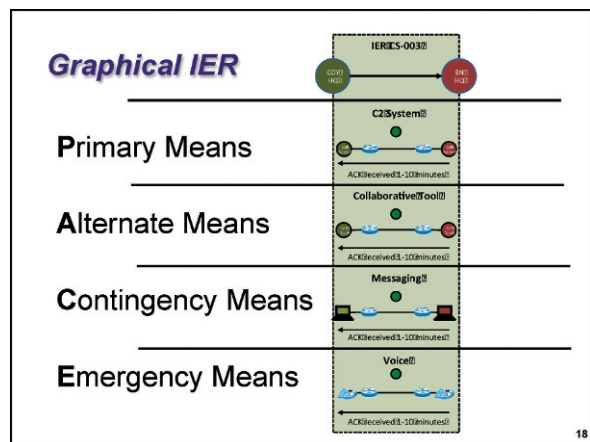 Graphical IER
IER CS-003
COY
HQ
BN
HQ
Primary Means
C2 System
ACK received 1-10 minutes
Alternate Means
Collaborative Tool
ACK received 1-10 minutes
Contingency Means
Messaging
ACK received 1-10 minutes
Emergency Means
Voice
ACK received 1-10 minutes
18